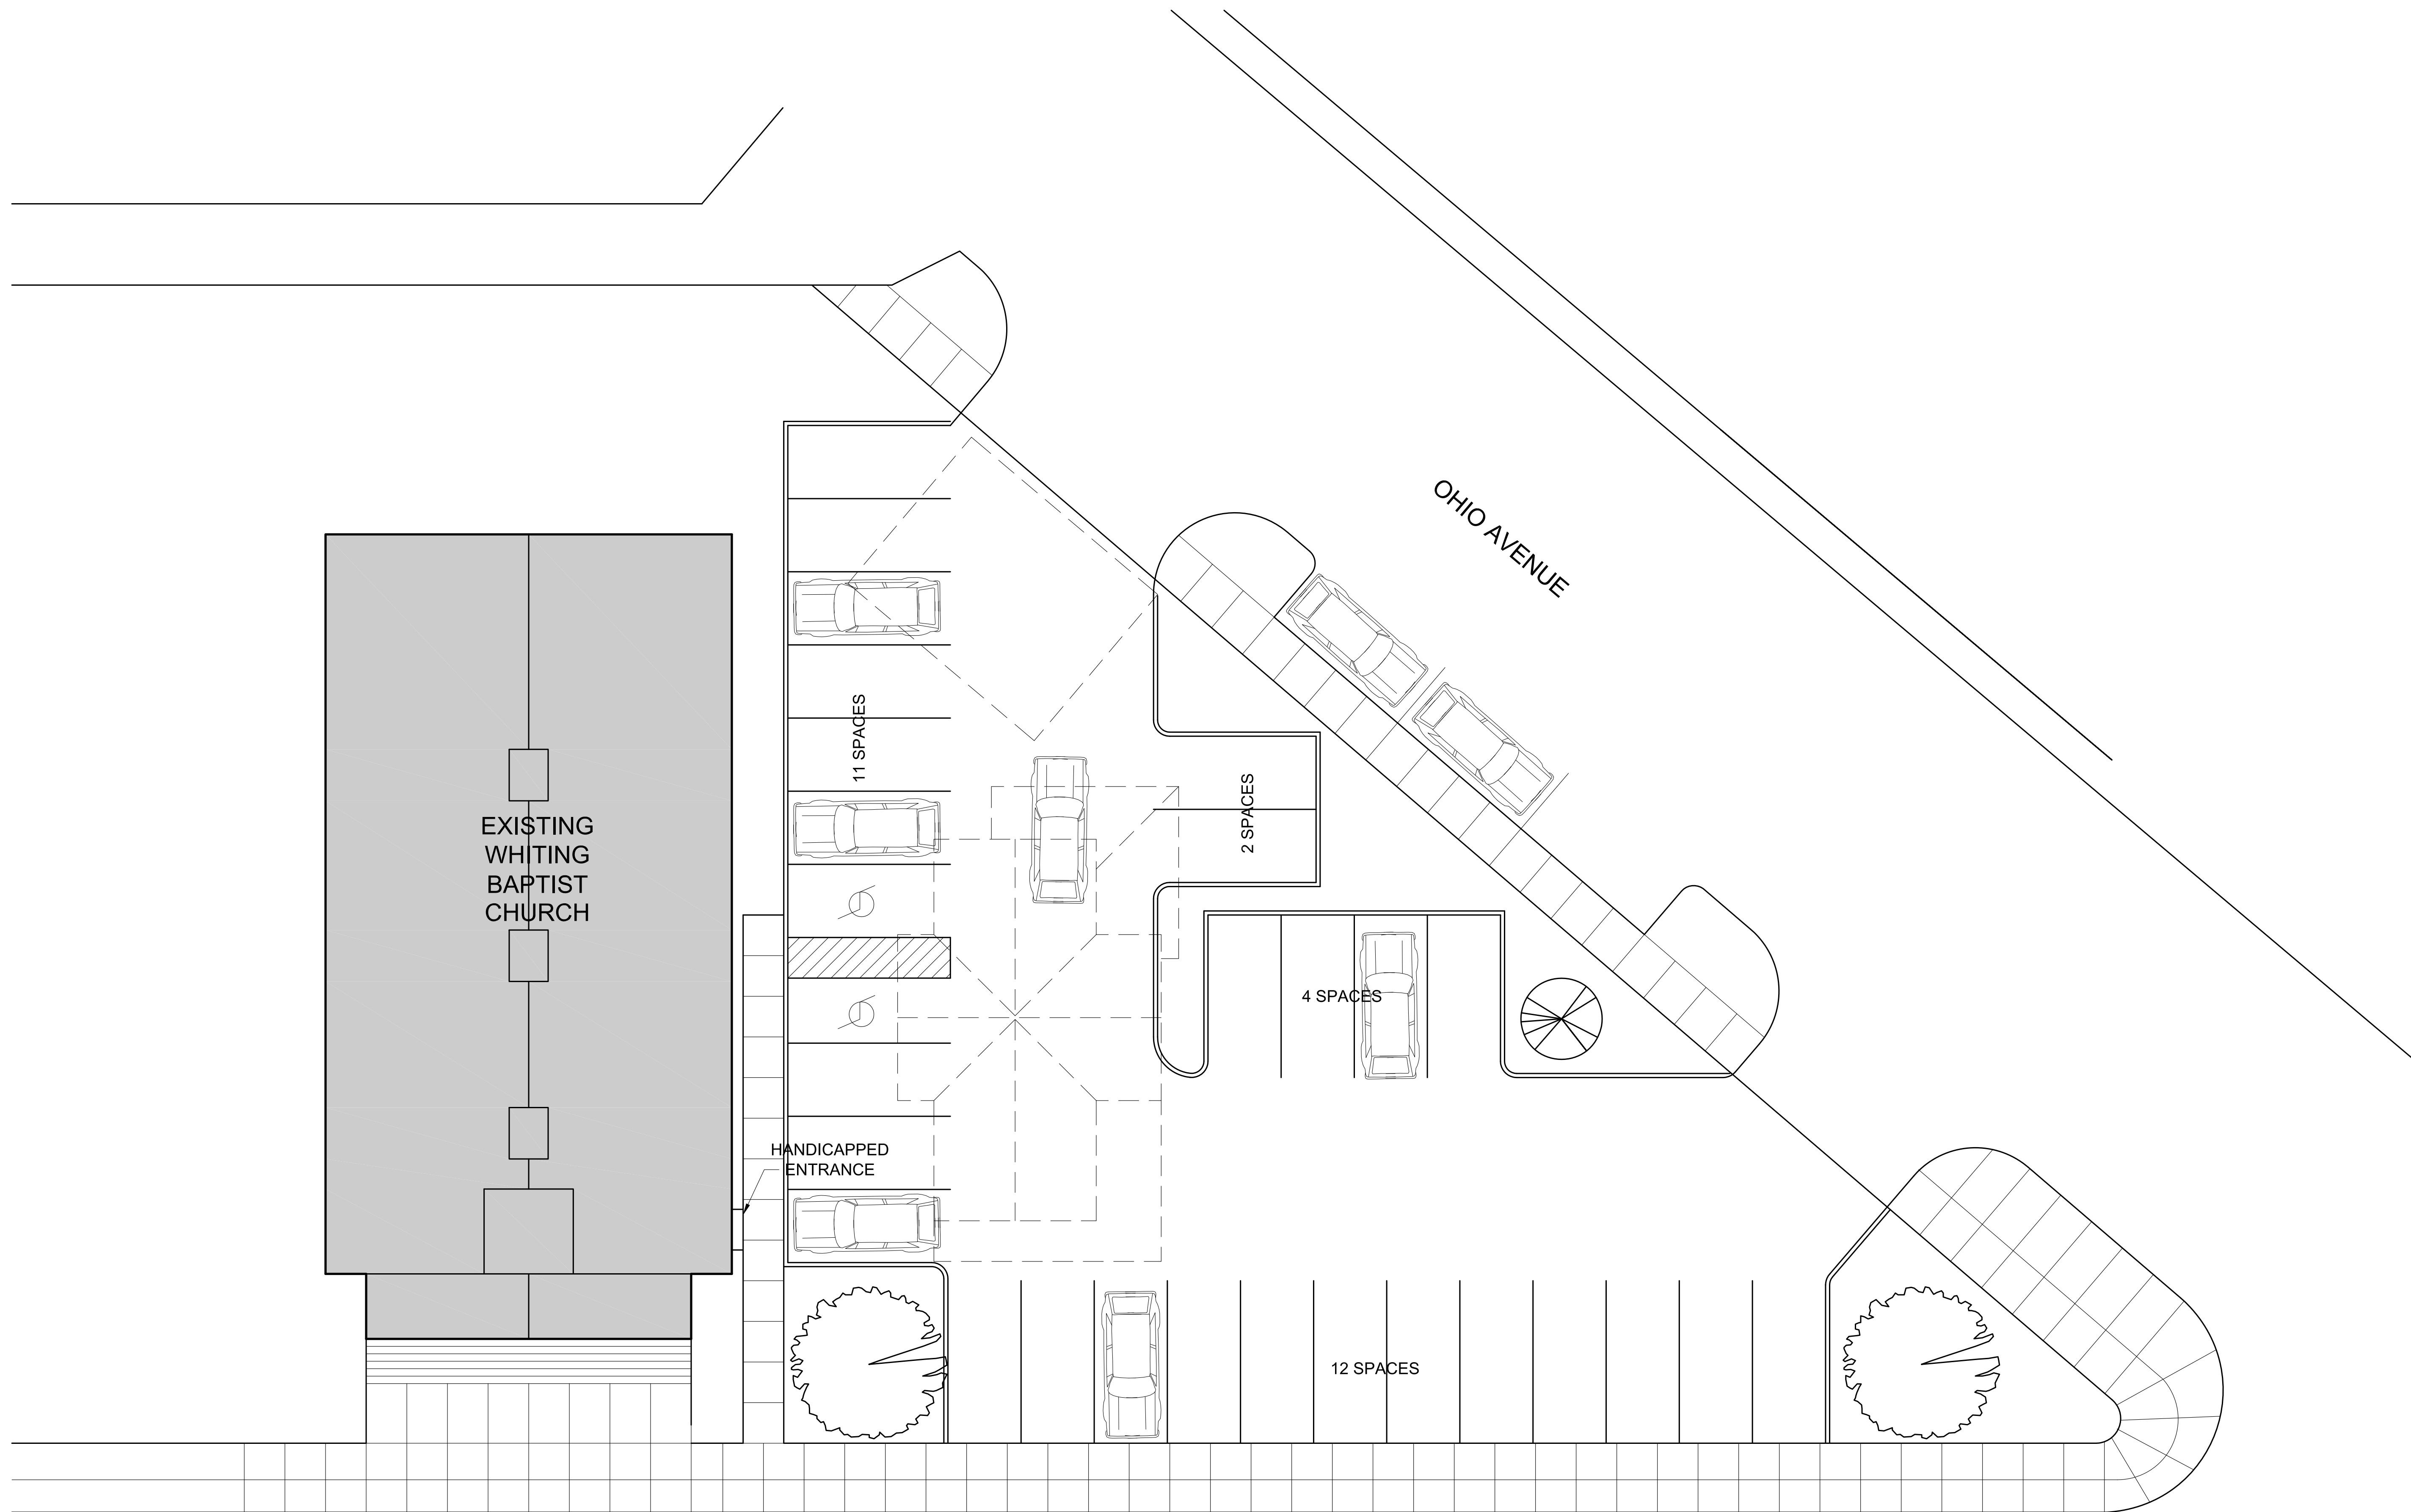 OHIO AVENUE
11 SPACES
2 SPACES
EXISTING
WHITING
BAPTIST
CHURCH
4 SPACES
HANDICAPPED
ENTRANCE
12 SPACES